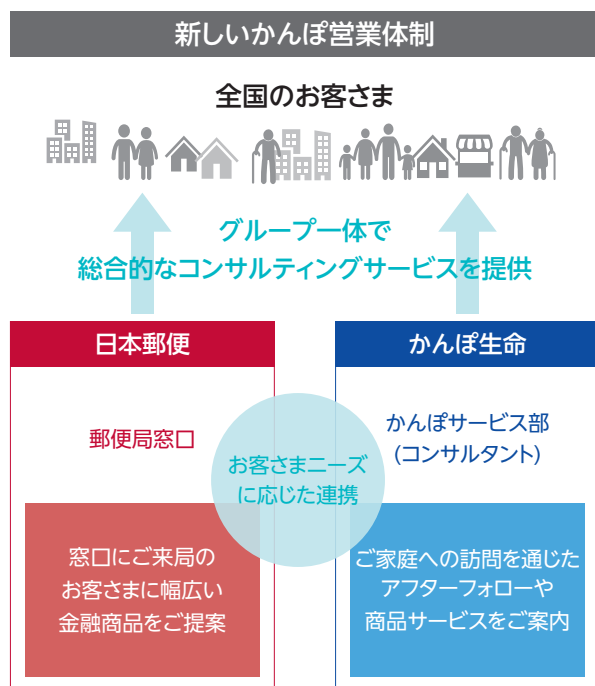 新しいかんぽ営業体制
全国のお客さま
グループ一体で
総合的なコンサルティングサービスを提供
日本郵便
郵便局窓口
窓口にご来局の
お客さまに幅広い
金融商品をご提案
お客さまニーズ
に応じた連携
かんぽ生命
かんぽサービス部
(コンサルタント)
ご家庭への訪問を通じた
アフターフォローや
商品サービスをご案内